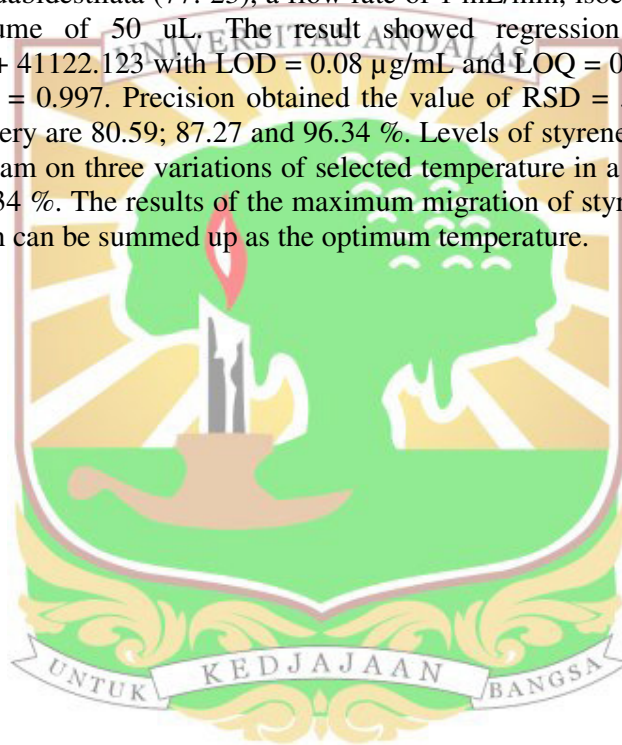 uabidestilata (77: 23), a flow rate of 1 mL/min, isoc
ume of 50 uL. The result showed regression
UNIVERSITAS ANDALAS
+ 41122.123 with LOD = 0.08 µg/mL and LOQ = 0
= 0.997. Precision obtained the value of RSD =
ery are 80.59; 87.27 and 96.34 %. Levels of styrene
am on three variations of selected temperature in a
34 %. The results of the maximum migration of styr
n can be summed up as the optimum temperature.
UNTUK KEDJAJAAN BANGSA